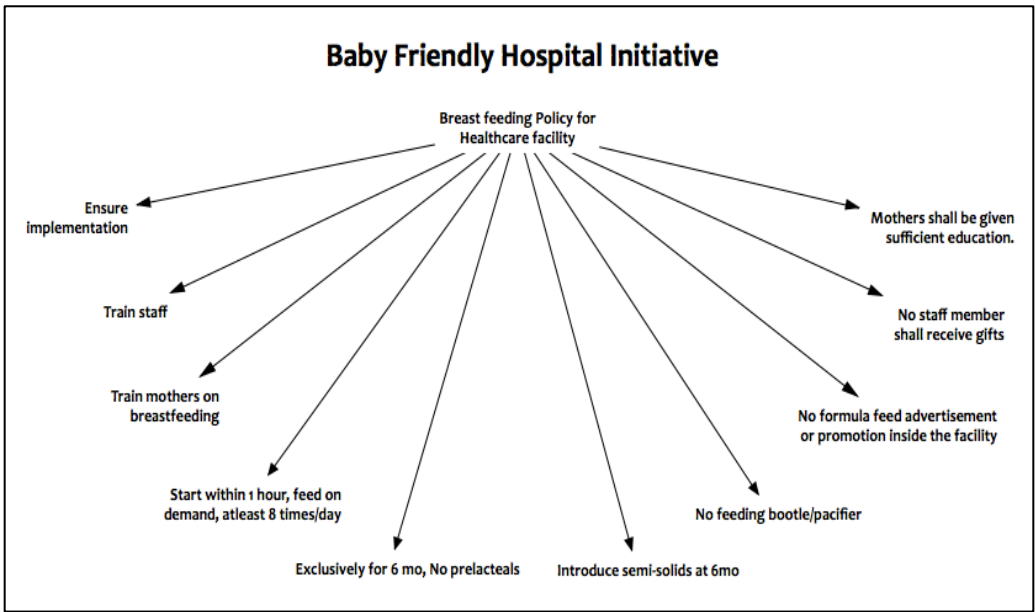 Baby Friendly Hospital Initiative
Breast feeding Policy for
Healthcare facility
Ensure
implementation
Mothers shall be given
sufficient education.
Train staff
No staff member
shall receive gifts
Train mothers on
breastfeeding
No formula feed advertisement
or promotion inside the facility
Start within 1 hour, feed on
demand, atleast 8 times/day
No feeding bootle/pacifier
Exclusively for 6 mo, No prelacteals
Introduce semi-solids at 6mo